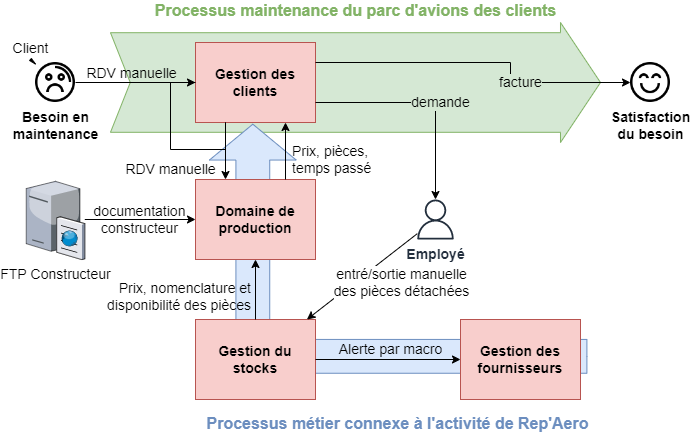 Processus maintenance du parc d'avions des clients
Client
RDV manuelle
Gestion des
clients
facture
demande
Besoin en
maintenance
Satisfaction
du besoin
RDV manuelle
Prix, pièces,
temps passé
documentation
constructeur
Domaine de
production
FTP Constructeur
Employé
Prix, nomenclature et
disponibilité des pièces
entré/sortie manuelle
des pièces détachées
Gestion du
stocks
Alerte par macro
Gestion des
fournisseurs
Processus métier connexe à l'activité de Rep'Aero